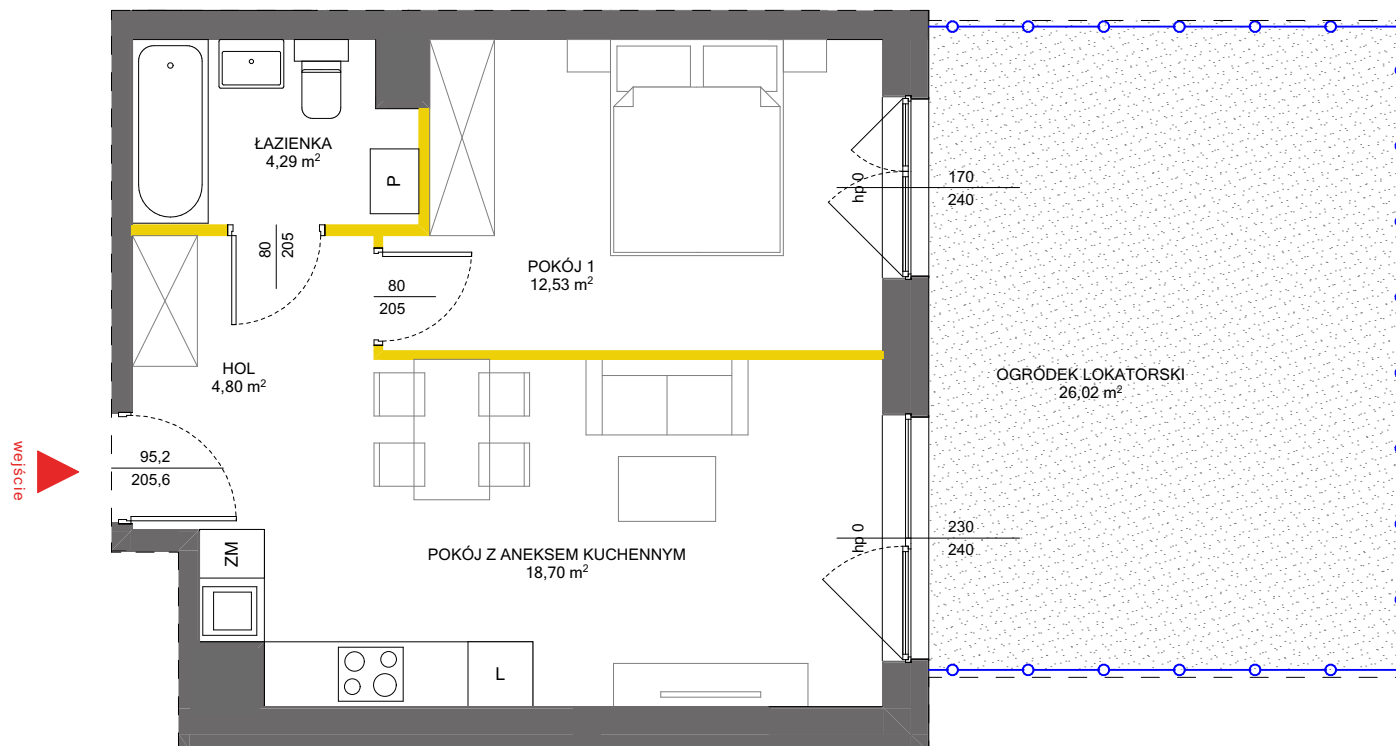 ŁAZIENKA
4,29 m²
P
80
205
POKÓJ 1
12,53 m²
80
205
hp 0
170
240
HOL
4,80 m²
OGRÓDEK LOKATORSKI
26,02 m²
wejście
95,2
205,6
ZM
POKÓJ Z ANEKSEM KUCHENNYM
18,70 m²
hp 0
230
240
L